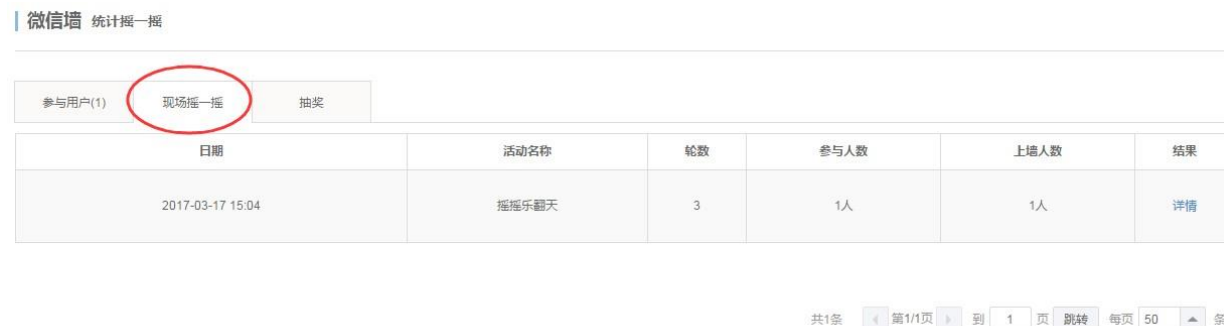 微信墙 统计摇一摇
参与用户(1) 现场摇一摇 抽奖
日期 活动名称 轮数 参与人数 上墙人数 结果
2017-03-17 15:04 摇摇乐翻天 3 1人 1人 详情
共1条 第1/1页 到 1 页 跳转 每页 50 条